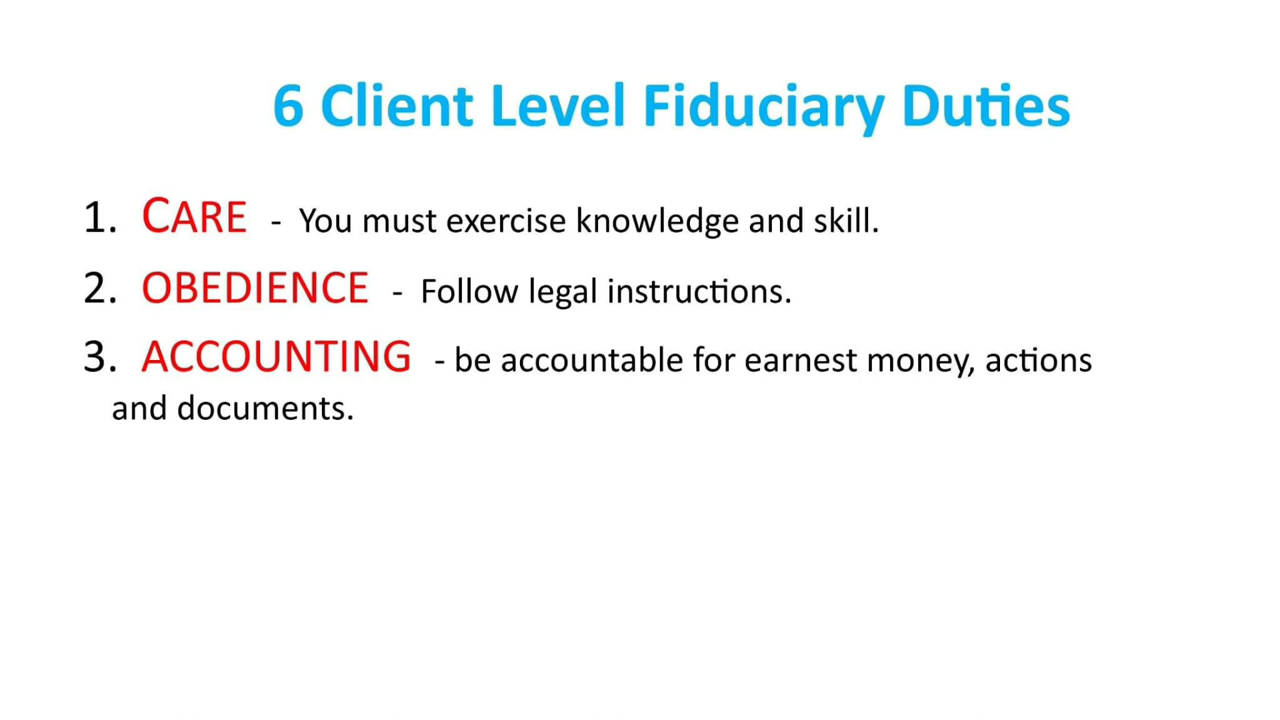 6 Client Level Fiduciary Duties
1. CARE - You must exercise knowledge and skill.
2. OBEDIENCE - Follow legal instructions.
3. ACCOUNTING - be accountable for earnest money, actions
and documents.